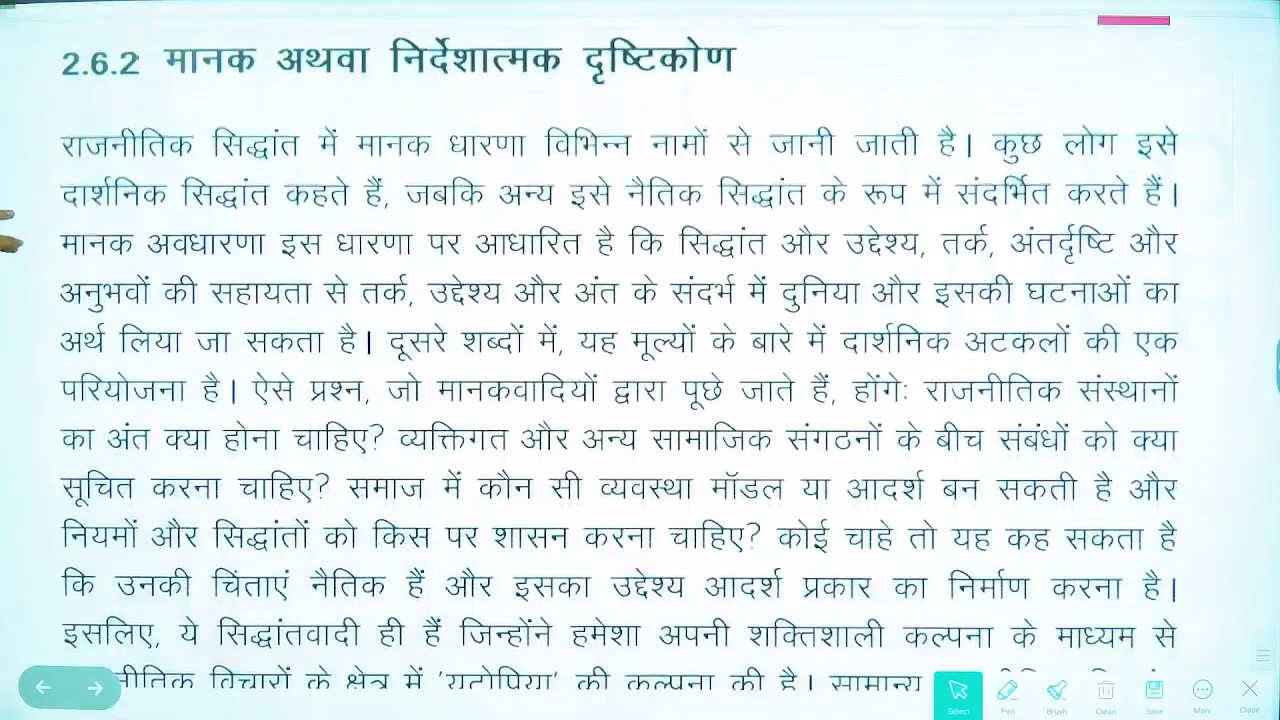 2.6.2 मानक अथवा निर्देशात्मक दृष्टिकोण
राजनीतिक सिद्धांत में मानक धारणा विभिन्न नामों से जानी जाती है। कुछ लोग इसे
दार्शनिक सिद्धांत कहते हैं, जबकि अन्य इसे नैतिक सिद्धांत के रूप में संदर्भित करते हैं।
मानक अवधारणा इस धारणा पर आधारित है कि सिद्धांत और उद्देश्य, तर्क, अंतर्दृष्टि और
अनुभवों की सहायता से तर्क, उद्देश्य और अंत के संदर्भ में दुनिया और इसकी घटनाओं का
अर्थ लिया जा सकता है। दूसरे शब्दों में, यह मूल्यों के बारे में दार्शनिक अटकलों की एक
परियोजना है। ऐसे प्रश्न, जो मानकवादियों द्वारा पूछे जाते हैं, होंगे: राजनीतिक संस्थानों
का अंत क्या होना चाहिए? व्यक्तिगत और अन्य सामाजिक संगठनों के बीच संबंधों को क्या
सूचित करना चाहिए? समाज में कौन सी व्यवस्था मॉडल या आदर्श बन सकती है और
नियमों और सिद्धांतों को किस पर शासन करना चाहिए? कोई चाहे तो यह कह सकता है
कि उनकी चिंताएं नैतिक हैं और इसका उद्देश्य आदर्श प्रकार का निर्माण करना है।
इसलिए, ये सिद्धांतवादी ही हैं जिन्होंने हमेशा अपनी शक्तिशाली कल्पना के माध्यम से
विचारों के क्षेत्र में 'यूटोपिया' की कल्पना की है। सामान्य
Select Pen Brush Clean Save More Close